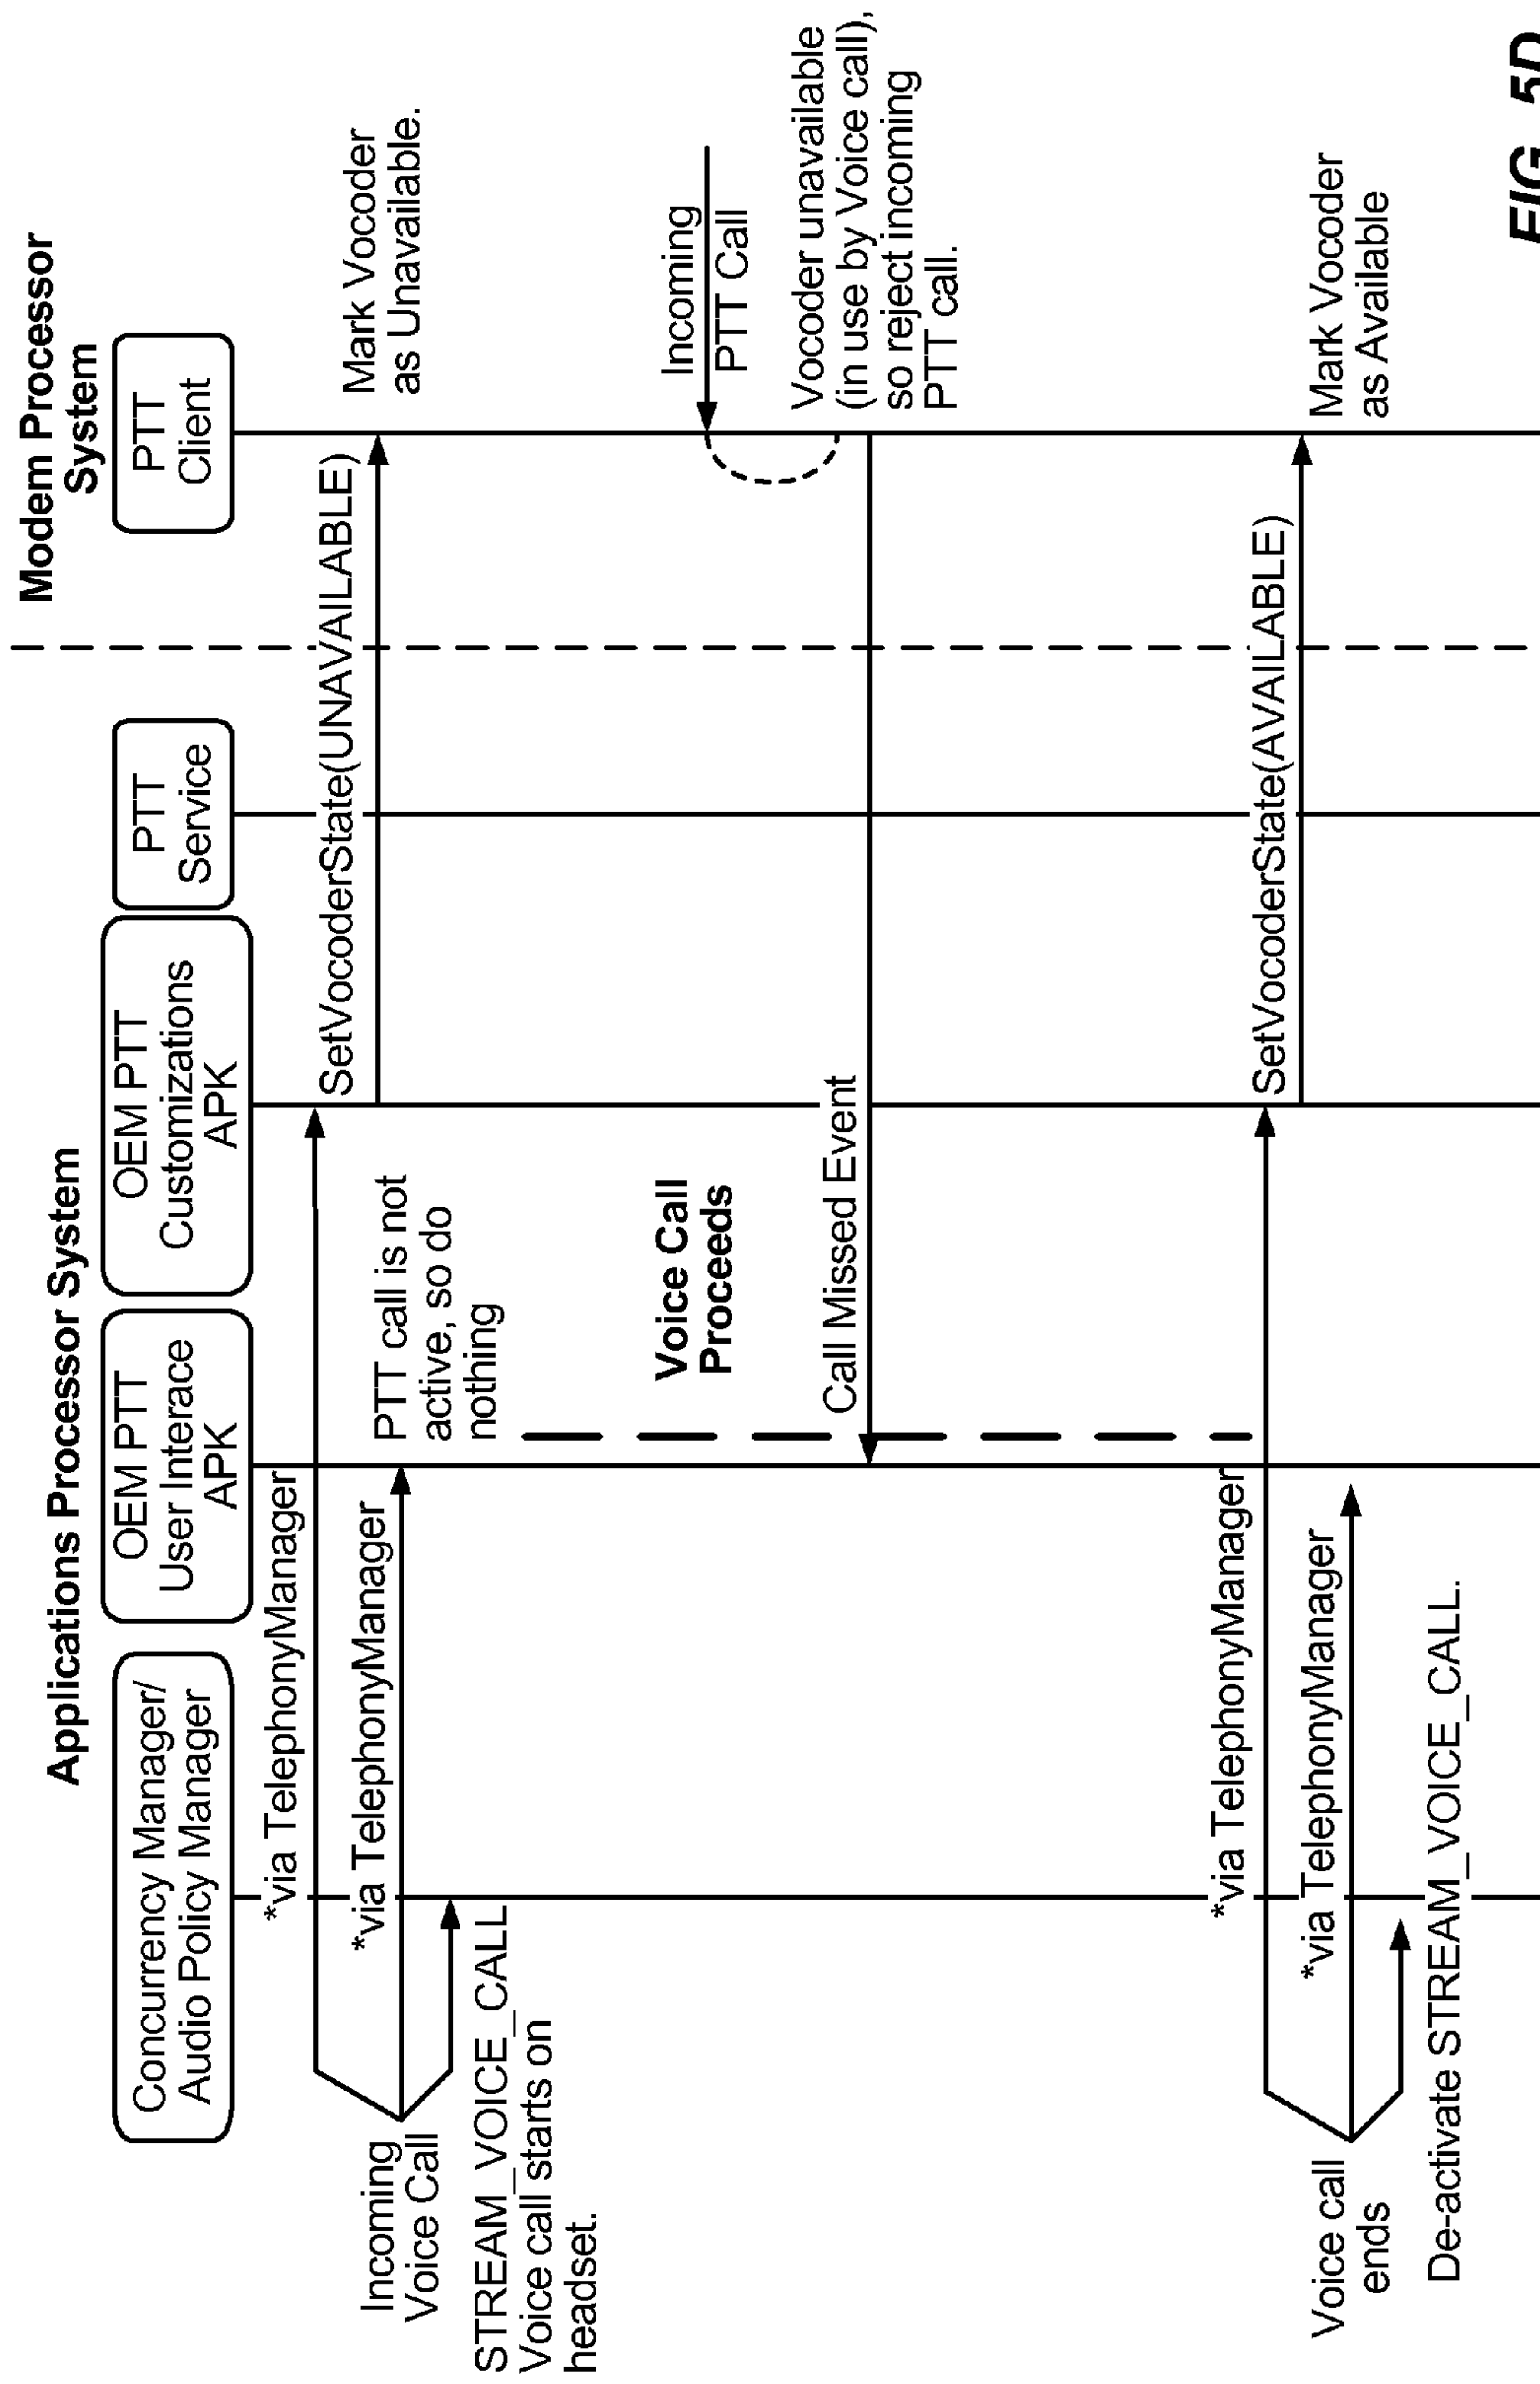 Applications Processor System
Modem Processor
System
Concurrency Manager/
Audio Policy Manager
OEM PTT
User Interace
APK
OEM PTT
Customizations
APK
PTT
Service
PTT
Client
*via TelephonyManager
SetVocoderState(UNAVAILABLE)
Mark Vocoder
as Unavailable.
Incoming
Voice Call
*via TelephonyManager
PTT call is not
active, so do
nothing
STREAM_VOICE_CALL
Voice call starts on
headset.
Voice Call
Proceeds
Incoming
PTT Call
Call Missed Event
Vocoder unavailable
(in use by Voice call),
so reject incoming
PTT call.
*via TelephonyManager
SetVocoderState(AVAILABLE)
Mark Vocoder
as Available
Voice call
ends
*via TelephonyManager
De-activate STREAM_VOICE_CALL.
FIG. 5D